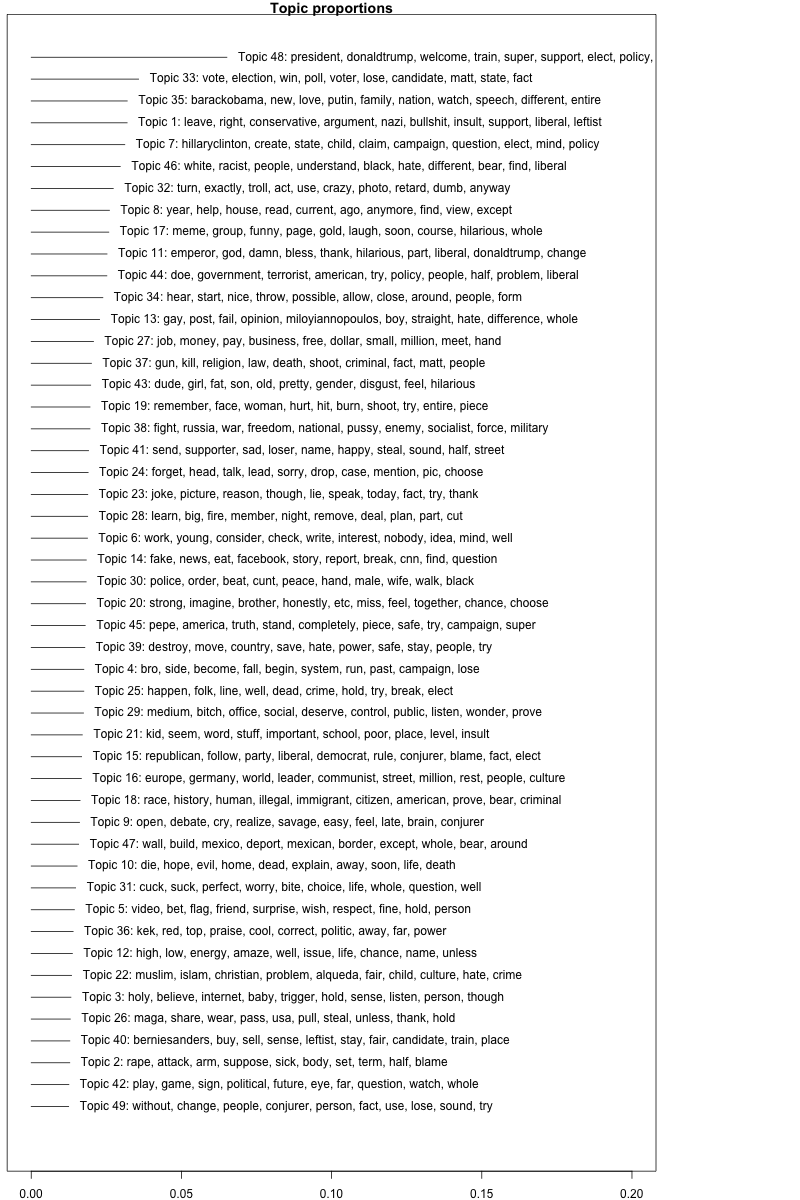 Topic proportions
Topic 48: president, donaldtrump, welcome, train, super, support, elect, policy,
Topic 33: vote, election, win, poll, voter, lose, candidate, matt, state, fact
Topic 35: barackobama, new, love, putin, family, nation, watch, speech, different, entire
Topic 1: leave, right, conservative, argument, nazi, bullshit, insult, support, liberal, leftist
Topic 7: hillaryclinton, create, state, child, claim, campaign, question, elect, mind, policy
Topic 46: white, racist, people, understand, black, hate, different, bear, find, liberal
Topic 32: turn, exactly, troll, act, use, crazy, photo, retard, dumb, anyway
Topic 8: year, help, house, read, current, ago, anymore, find, view, except
Topic 17: meme, group, funny, page, gold, laugh, soon, course, hilarious, whole
Topic 11: emperor, god, damn, bless, thank, hilarious, part, liberal, donaldtrump, change
Topic 44: doe, government, terrorist, american, try, policy, people, half, problem, liberal
Topic 34: hear, start, nice, throw, possible, allow, close, around, people, form
Topic 13: gay, post, fail, opinion, miloyiannopoulos, boy, straight, hate, difference, whole
Topic 27: job, money, pay, business, free, dollar, small, million, meet, hand
Topic 37: gun, kill, religion, law, death, shoot, criminal, fact, matt, people
Topic 43: dude, girl, fat, son, old, pretty, gender, disgust, feel, hilarious
Topic 19: remember, face, woman, hurt, hit, burn, shoot, try, entire, piece
Topic 38: fight, russia, war, freedom, national, pussy, enemy, socialist, force, military
Topic 41: send, supporter, sad, loser, name, happy, steal, sound, half, street
Topic 24: forget, head, talk, lead, sorry, drop, case, mention, pic, choose
Topic 23: joke, picture, reason, though, lie, speak, today, fact, try, thank
Topic 28: learn, big, fire, member, night, remove, deal, plan, part, cut
Topic 6: work, young, consider, check, write, interest, nobody, idea, mind, well
Topic 14: fake, news, eat, facebook, story, report, break, cnn, find, question
Topic 30: police, order, beat, cunt, peace, hand, male, wife, walk, black
Topic 20: strong, imagine, brother, honestly, etc, miss, feel, together, chance, choose
Topic 45: pepe, america, truth, stand, completely, piece, safe, try, campaign, super
Topic 39: destroy, move, country, save, hate, power, safe, stay, people, try
Topic 4: bro, side, become, fall, begin, system, run, past, campaign, lose
Topic 25: happen, folk, line, well, dead, crime, hold, try, break, elect
Topic 29: medium, bitch, office, social, deserve, control, public, listen, wonder, prove
Topic 21: kid, seem, word, stuff, important, school, poor, place, level, insult
Topic 15: republican, follow, party, liberal, democrat, rule, conjurer, blame, fact, elect
Topic 16: europe, germany, world, leader, communist, street, million, rest, people, culture
Topic 18: race, history, human, illegal, immigrant, citizen, american, prove, bear, criminal
Topic 9: open, debate, cry, realize, savage, easy, feel, late, brain, conjurer
Topic 47: wall, build, mexico, deport, mexican, border, except, whole, bear, around
Topic 10: die, hope, evil, home, dead, explain, away, soon, life, death
Topic 31: cuck, suck, perfect, worry, bite, choice, life, whole, question, well
Topic 5: video, bet, flag, friend, surprise, wish, respect, fine, hold, person
Topic 36: kek, red, top, praise, cool, correct, politic, away, far, power
Topic 12: high, low, energy, amaze, well, issue, life, chance, name, unless
Topic 22: muslim, islam, christian, problem, alqueda, fair, child, culture, hate, crime
Topic 3: holy, believe, internet, baby, trigger, hold, sense, listen, person, though
Topic 26: maga, share, wear, pass, usa, pull, steal, unless, thank, hold
Topic 40: berniesanders, buy, sell, sense, leftist, stay, fair, candidate, train, place
Topic 2: rape, attack, arm, suppose, sick, body, set, term, half, blame
Topic 42: play, game, sign, political, future, eye, far, question, watch, whole
Topic 49: without, change, people, conjurer, person, fact, use, lose, sound, try
0.00 0.05 0.10 0.15 0.20